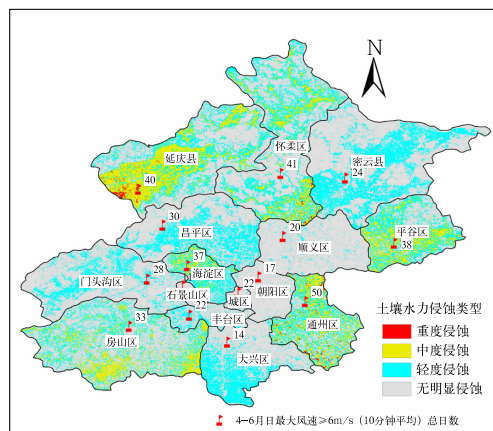 N
怀柔区
41
延庆县
40
密云县
24
30
昌平区
20
顺义区
平谷区
38
37
海淀区
28
门头沟区
17
朝阳区
石景山区
22
22
城区
50
通州区
33
房山区
丰台区
14
大兴区
土壤水力侵蚀类型
重度侵蚀
中度侵蚀
轻度侵蚀
无明显侵蚀
4—6月日最大风速≥6m/s（10分钟平均）总日数